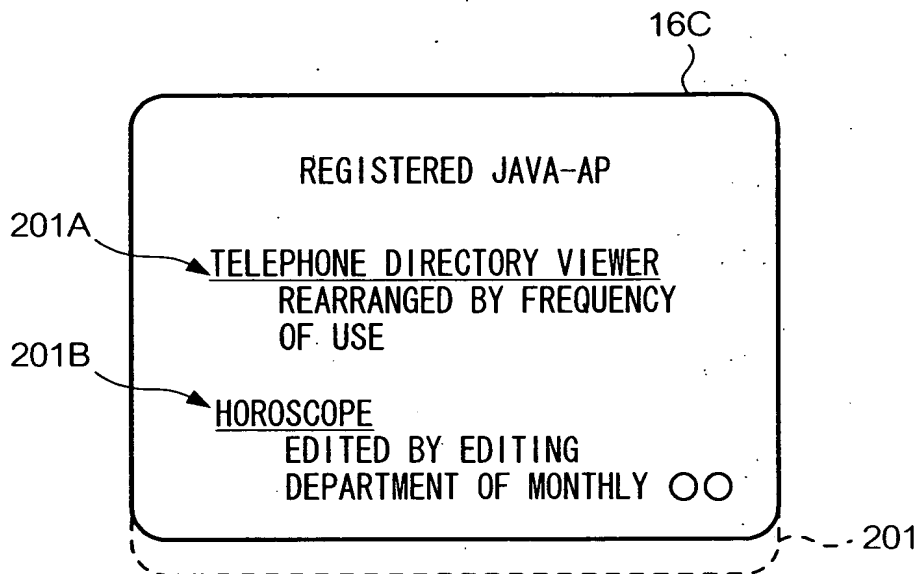 16C
REGISTERED JAVA-AP
201A
TELEPHONE DIRECTORY VIEWER
REARRANGED BY FREQUENCY
OF USE
201B
HOROSCOPE
EDITED BY EDITING
DEPARTMENT OF MONTHLY ○○
201